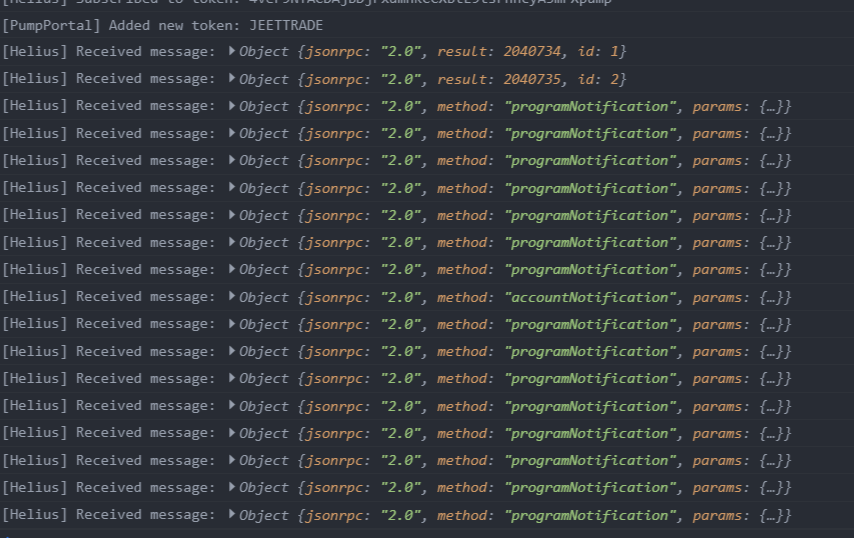 [Helius] Subscribed to token:
[PumpPortal] Added new token: JEETTRADE
[Helius] Received message: ▶Object {jsonrpc: "2.0", result: 2040734, id: 1}
[Helius] Received message: ▶Object {jsonrpc: "2.0", result: 2040735, id: 2}
[Helius] Received message: ▶Object {jsonrpc: "2.0", method: "programNotification", params: {…}}
[Helius] Received message: ▶Object {jsonrpc: "2.0", method: "programNotification", params: {…}}
[Helius] Received message: ▶Object {jsonrpc: "2.0", method: "programNotification", params: {…}}
[Helius] Received message: ▶Object {jsonrpc: "2.0", method: "programNotification", params: {…}}
[Helius] Received message: ▶Object {jsonrpc: "2.0", method: "programNotification", params: {…}}
[Helius] Received message: ▶Object {jsonrpc: "2.0", method: "programNotification", params: {…}}
[Helius] Received message: ▶Object {jsonrpc: "2.0", method: "programNotification", params: {…}}
[Helius] Received message: ▶Object {jsonrpc: "2.0", method: "accountNotification", params: {…}}
[Helius] Received message: ▶Object {jsonrpc: "2.0", method: "programNotification", params: {…}}
[Helius] Received message: ▶Object {jsonrpc: "2.0", method: "programNotification", params: {…}}
[Helius] Received message: ▶Object {jsonrpc: "2.0", method: "programNotification", params: {…}}
[Helius] Received message: ▶Object {jsonrpc: "2.0", method: "programNotification", params: {…}}
[Helius] Received message: ▶Object {jsonrpc: "2.0", method: "programNotification", params: {…}}
[Helius] Received message: ▶Object {jsonrpc: "2.0", method: "programNotification", params: {…}}
[Helius] Received message: ▶Object {jsonrpc: "2.0", method: "programNotification", params: {…}}
[Helius] Received message: ▶Object {jsonrpc: "2.0", method: "programNotification", params: {…}}